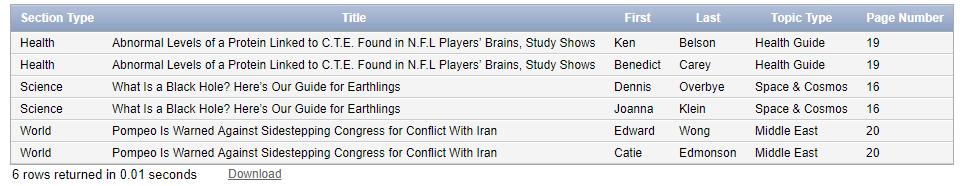 Section Type Title First Last Topic Type Page Number
Health Abnormal Levels of a Protein Linked to C.T.E. Found in N.F.L Players' Brains, Study Shows Ken Belson Health Guide 19
Health Abnormal Levels of a Protein Linked to C.T.E. Found in N.F.L Players' Brains, Study Shows Benedict Carey Health Guide 19
Science What Is a Black Hole? Here's Our Guide for Earthlings Dennis Overbye Space & Cosmos 16
Science What Is a Black Hole? Here's Our Guide for Earthlings Joanna Klein Space & Cosmos 16
World Pompeo Is Warned Against Sidestepping Congress for Conflict With Iran Edward Wong Middle East 20
World Pompeo Is Warned Against Sidestepping Congress for Conflict With Iran Catie Edmonson Middle East 20
6 rows returned in 0.01 seconds Download